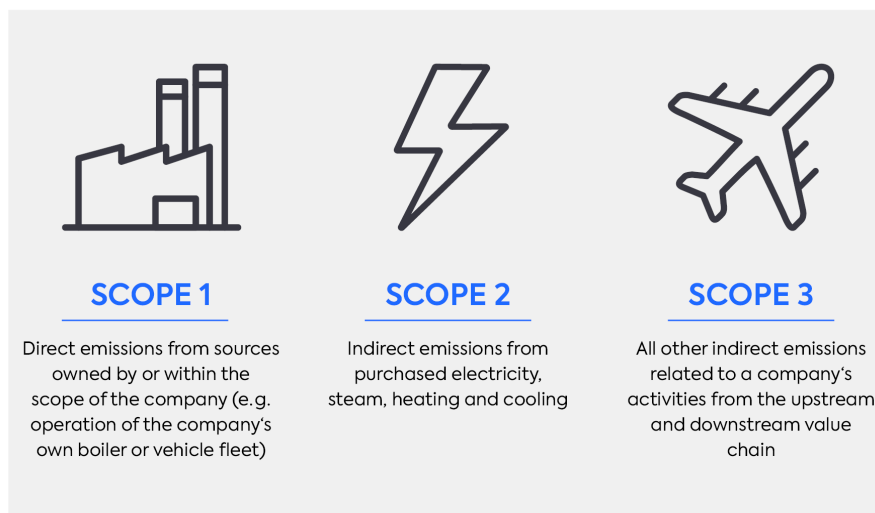 SCOPE 1
Direct emissions from sources
owned by or within the
scope of the company (e.g.
operation of the company‘s
own boiler or vehicle fleet)
SCOPE 2
Indirect emissions from
purchased electricity,
steam, heating and cooling
SCOPE 3
All other indirect emissions
related to a company‘s
activities from the upstream
and downstream value
chain